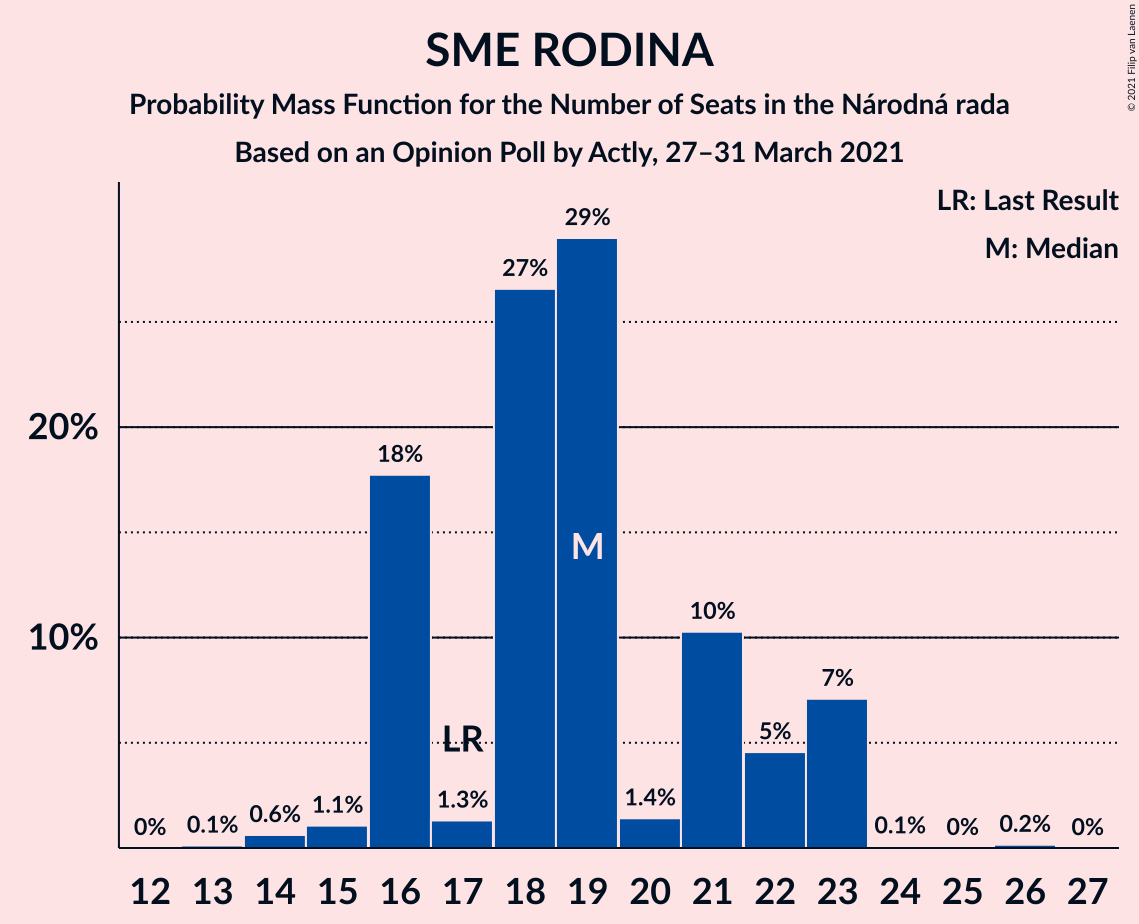 SME RODINA
Probability Mass Function for the Number of Seats in the Národná rada
Based on an Opinion Poll by Actly, 27–31 March 2021
© 2021 Filip van Laenen
LR: Last Result
M: Median
20%
10%
0%
0.1%
0.6%
1.1%
18%
1.3%
27%
29%
1.4%
10%
5%
7%
0.1%
0%
0.2%
0%
LR
M
12 13 14 15 16 17 18 19 20 21 22 23 24 25 26 27